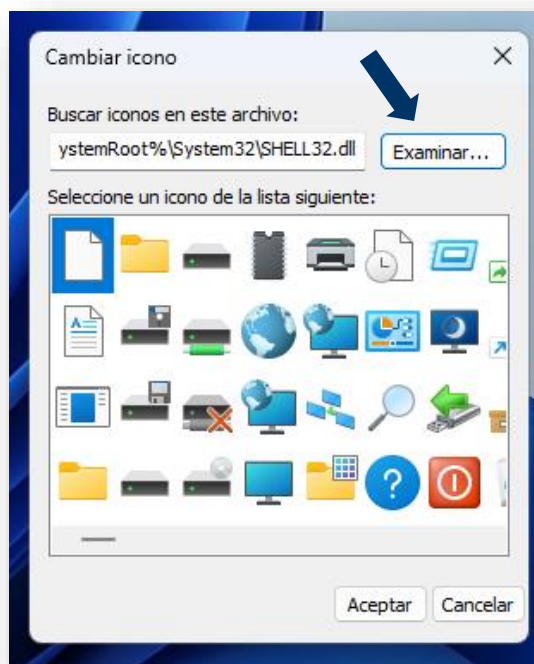 Cambiar icono
Buscar iconos en este archivo:
ystemRoot%\System32\SHELL32.dll
Examinar...
Seleccione un icono de la lista siguiente:
Aceptar
Cancelar